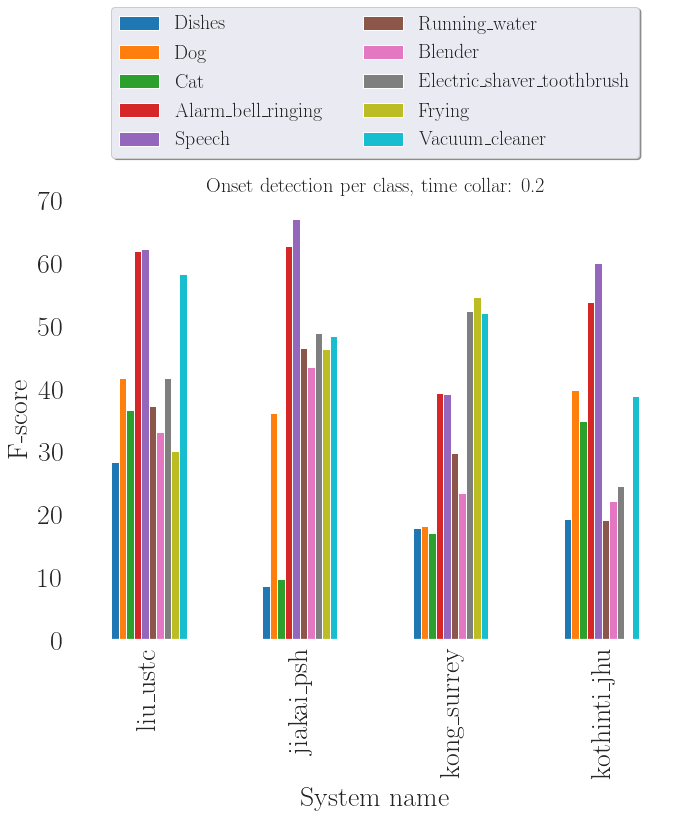 Dishes
Dog
Cat
Alarm_bell_ringing
Speech
Running_water
Blender
Electric_shaver_toothbrush
Frying
Vacuum_cleaner
Onset detection per class, time collar: 0.2
70
60
50
40
30
20
10
0
F-score
liu_ustc
jiakai_psh
kong_surrey
kothinti_jhu
System name